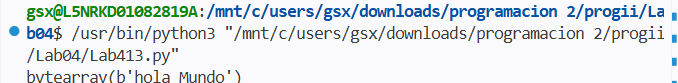 gsx@L5NRKD01082819A:/mnt/c/users/gsx/downloads/programacion 2/progii/La
b04$ /usr/bin/python3 "/mnt/c/users/gsx/downloads/programacion 2/progii
/Lab04/Lab413.py"
bytearray(b'hola Mundo')